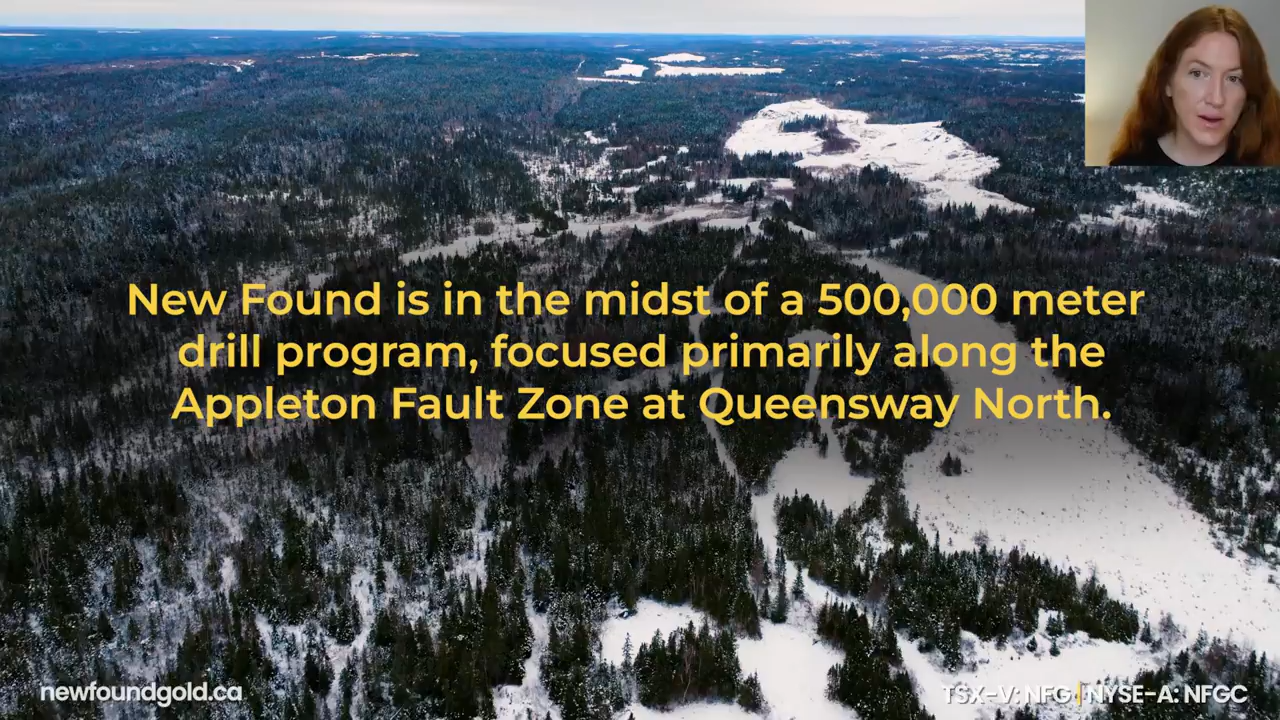 New Found is in the midst of a 500,000 meter
drill program, focused primarily along the
Appleton Fault Zone at Queensway North.
newfoundgold.ca
TSX-V: NFG | NYSE-A: NFGC